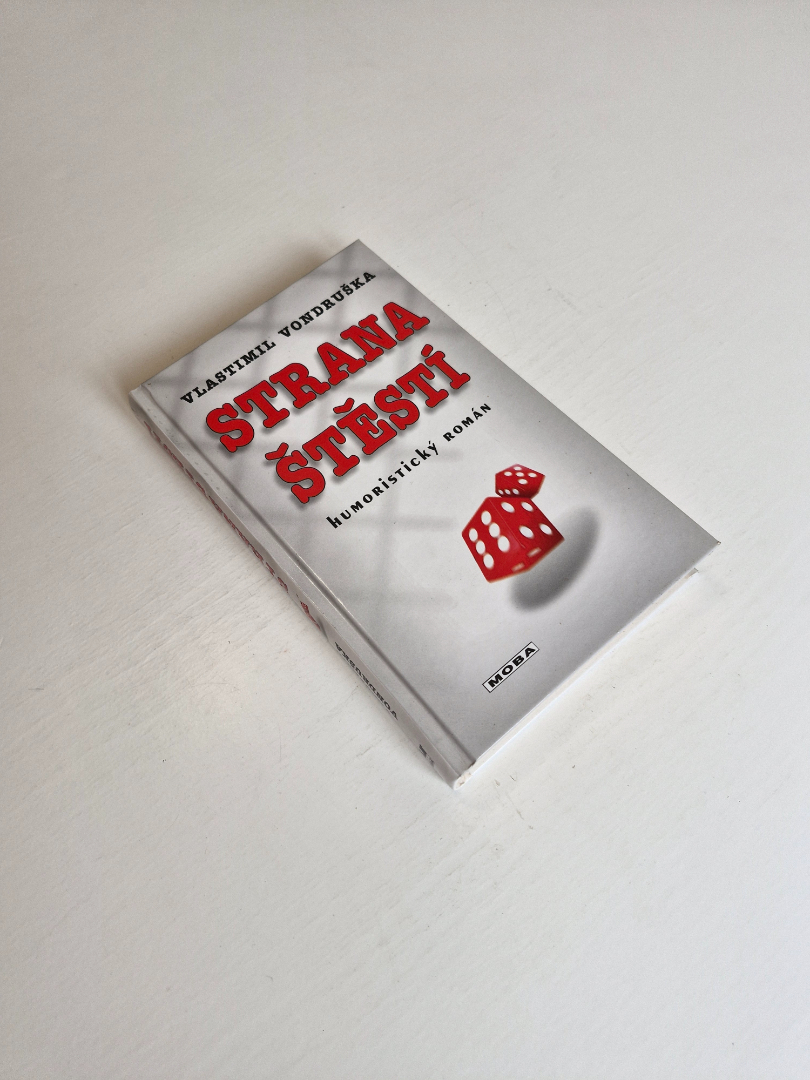 VLASTIMIL VONDRUŠKA
STRANA
ŠTĚSTÍ
humoristický román
MOBA
VONDRUŠKA